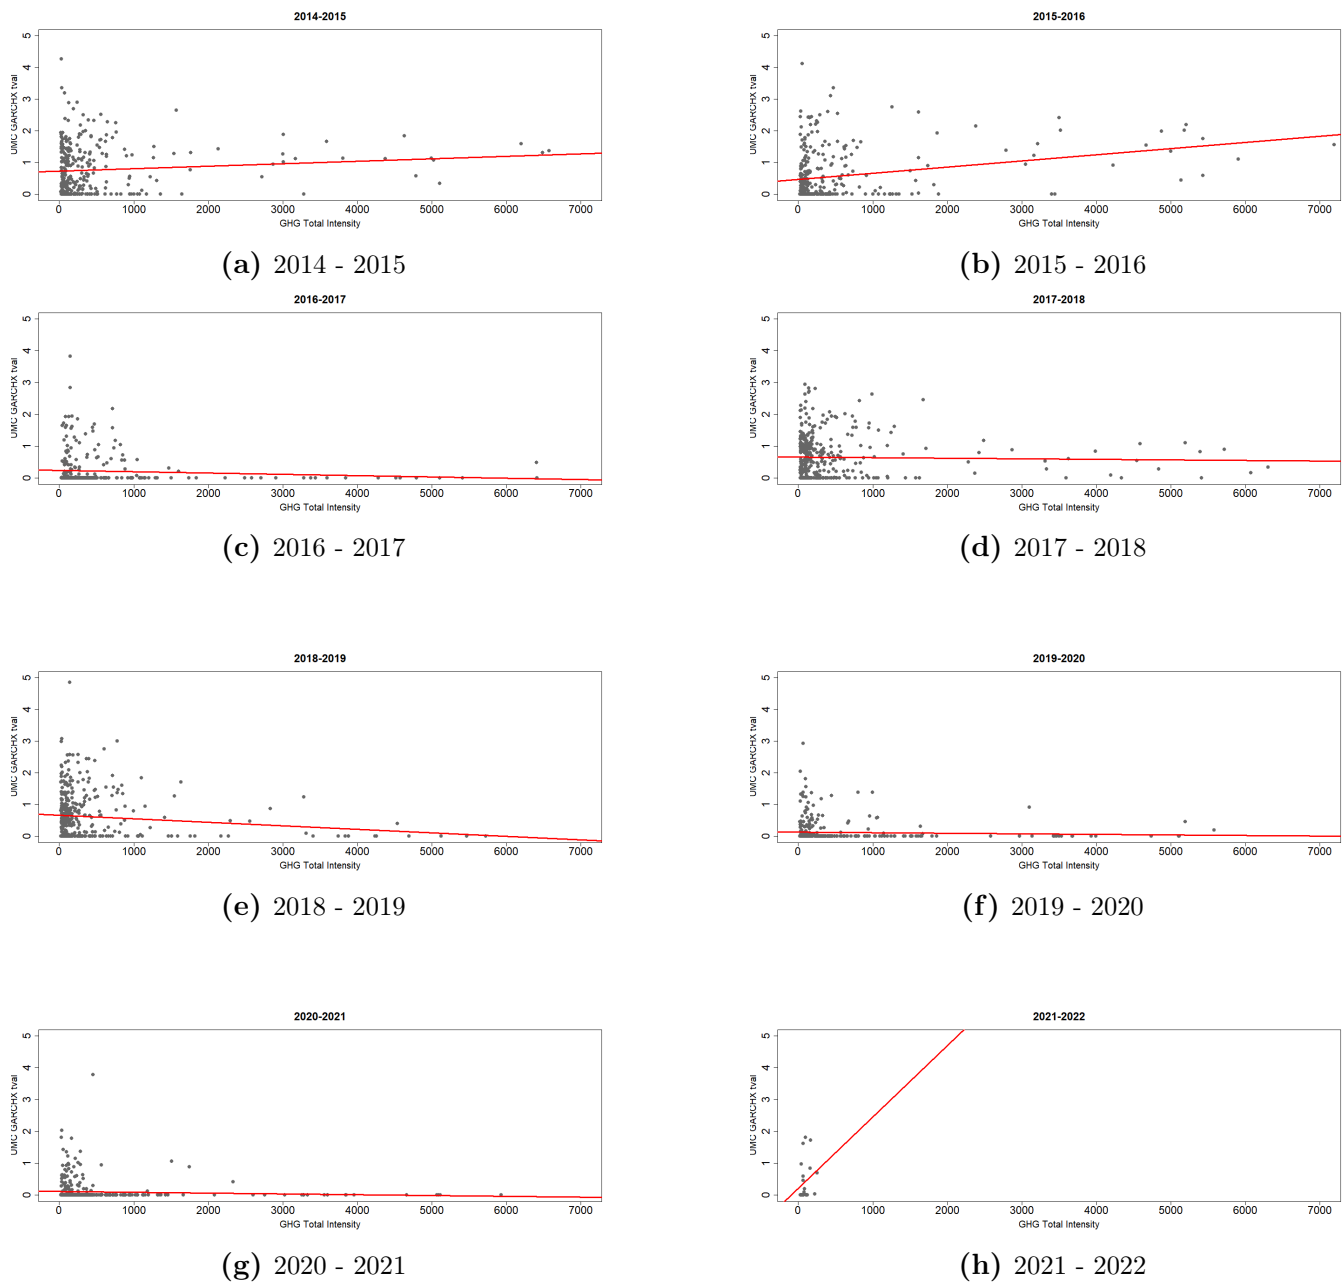 2014-2015
5
4
3
2
1
0
UMC GARCHX tval
0 1000 2000 3000 4000 5000 6000 7000
GHG Total Intensity
(a) 2014 - 2015
2015-2016
5
4
3
2
1
0
UMC GARCHX tval
0 1000 2000 3000 4000 5000 6000 7000
GHG Total Intensity
(b) 2015 - 2016
2016-2017
5
4
3
2
1
0
UMC GARCHX tval
0 1000 2000 3000 4000 5000 6000 7000
GHG Total Intensity
(c) 2016 - 2017
2017-2018
5
4
3
2
1
0
UMC GARCHX tval
0 1000 2000 3000 4000 5000 6000 7000
GHG Total Intensity
(d) 2017 - 2018
2018-2019
5
4
3
2
1
0
UMC GARCHX tval
0 1000 2000 3000 4000 5000 6000 7000
GHG Total Intensity
(e) 2018 - 2019
2019-2020
5
4
3
2
1
0
UMC GARCHX tval
0 1000 2000 3000 4000 5000 6000 7000
GHG Total Intensity
(f) 2019 - 2020
2020-2021
5
4
3
2
1
0
UMC GARCHX tval
0 1000 2000 3000 4000 5000 6000 7000
GHG Total Intensity
(g) 2020 - 2021
2021-2022
5
4
3
2
1
0
UMC GARCHX tval
0 1000 2000 3000 4000 5000 6000 7000
GHG Total Intensity
(h) 2021 - 2022